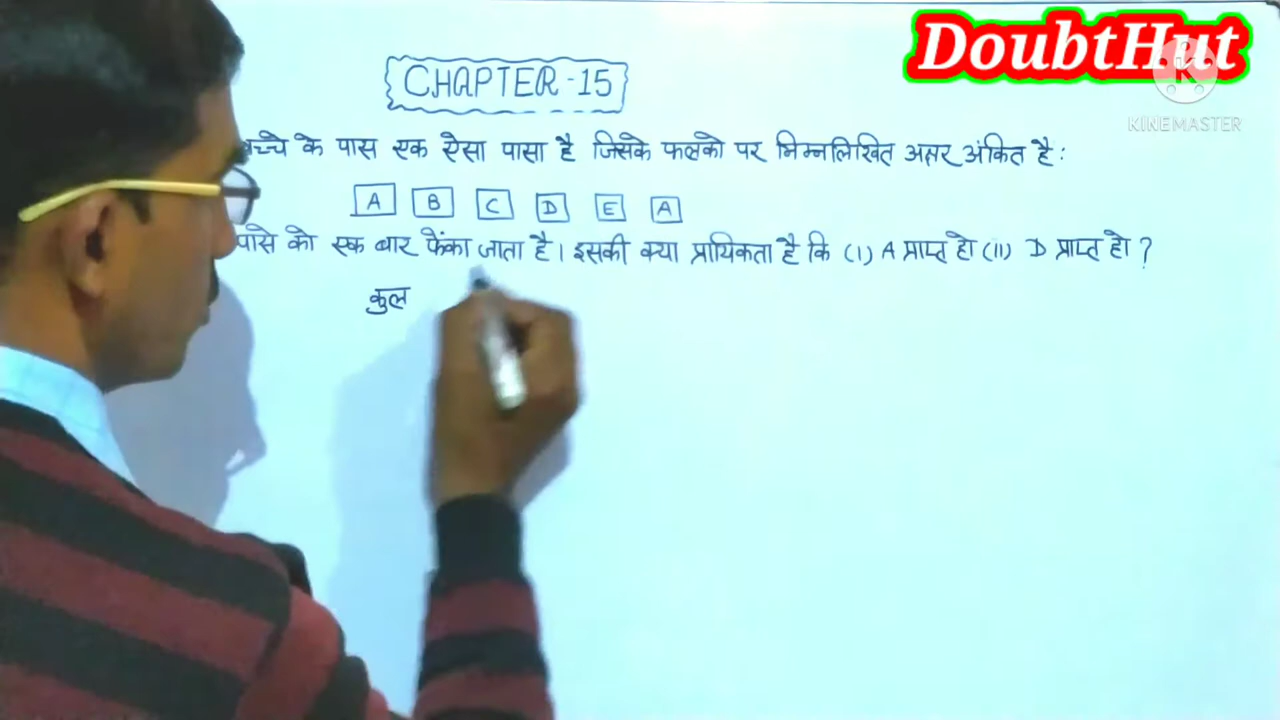 DoubtHut
KINEMASTER
CHAPTER-15
बच्चे के पास एक ऐसा पासा है जिसके फलको पर निम्नलिखित अक्षर अंकित है :
A B C D E A
पासे को एक बार फेंका जाता है। इसकी क्या प्रायिकता है कि (I) A प्राप्त हो (II) D प्राप्त हो ?
कुल